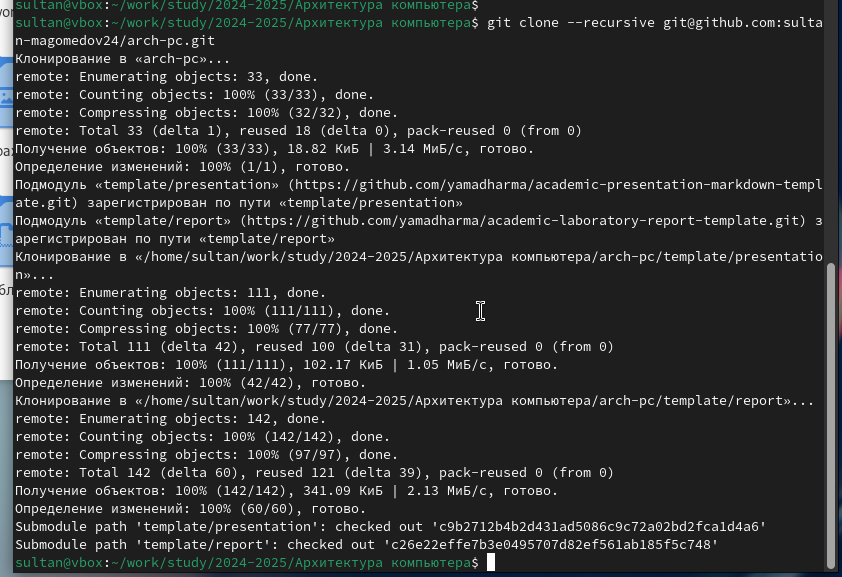 sultan@vbox:~/work/study/2024-2025/Архитектура компьютера$
sultan@vbox:~/work/study/2024-2025/Архитектура компьютера$ git clone --recursive git@github.com:sulta
n-magomedov24/arch-pc.git
Клонирование в «arch-pc»...
remote: Enumerating objects: 33, done.
remote: Counting objects: 100% (33/33), done.
remote: Compressing objects: 100% (32/32), done.
remote: Total 33 (delta 1), reused 18 (delta 0), pack-reused 0 (from 0)
Получение объектов: 100% (33/33), 18.82 КиБ | 3.14 МиБ/с, готово.
Определение изменений: 100% (1/1), готово.
Подмодуль «template/presentation» (https://github.com/yamadharma/academic-presentation-markdown-templ
ate.git) зарегистрирован по пути «template/presentation»
Подмодуль «template/report» (https://github.com/yamadharma/academic-laboratory-report-template.git) з
арегистрирован по пути «template/report»
Клонирование в «/home/sultan/work/study/2024-2025/Архитектура компьютера/arch-pc/template/presentatio
n»...
remote: Enumerating objects: 111, done.
remote: Counting objects: 100% (111/111), done.
remote: Compressing objects: 100% (77/77), done.
remote: Total 111 (delta 42), reused 100 (delta 31), pack-reused 0 (from 0)
Получение объектов: 100% (111/111), 102.17 КиБ | 1.05 МиБ/с, готово.
Определение изменений: 100% (42/42), готово.
Клонирование в «/home/sultan/work/study/2024-2025/Архитектура компьютера/arch-pc/template/report»...
remote: Enumerating objects: 142, done.
remote: Counting objects: 100% (142/142), done.
remote: Compressing objects: 100% (97/97), done.
remote: Total 142 (delta 60), reused 121 (delta 39), pack-reused 0 (from 0)
Получение объектов: 100% (142/142), 341.09 КиБ | 2.13 МиБ/с, готово.
Определение изменений: 100% (60/60), готово.
Submodule path 'template/presentation': checked out 'c9b2712b4b2d431ad5086c9c72a02bd2fca1d4a6'
Submodule path 'template/report': checked out 'c26e22effe7b3e0495707d82ef561ab185f5c748'
sultan@vbox:~/work/study/2024-2025/Архитектура компьютера$